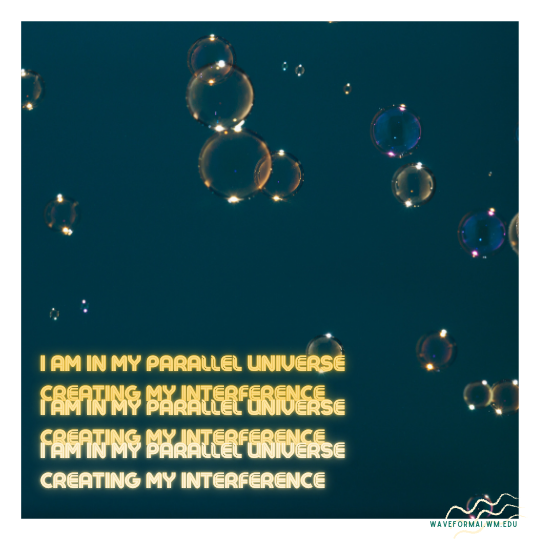 I AM IN MY PARALLEL UNIVERSE
CREATING MY INTERFERENCE
I AM IN MY PARALLEL UNIVERSE
CREATING MY INTERFERENCE
I AM IN MY PARALLEL UNIVERSE
CREATING MY INTERFERENCE
WAVEFORMAI.WM.EDU